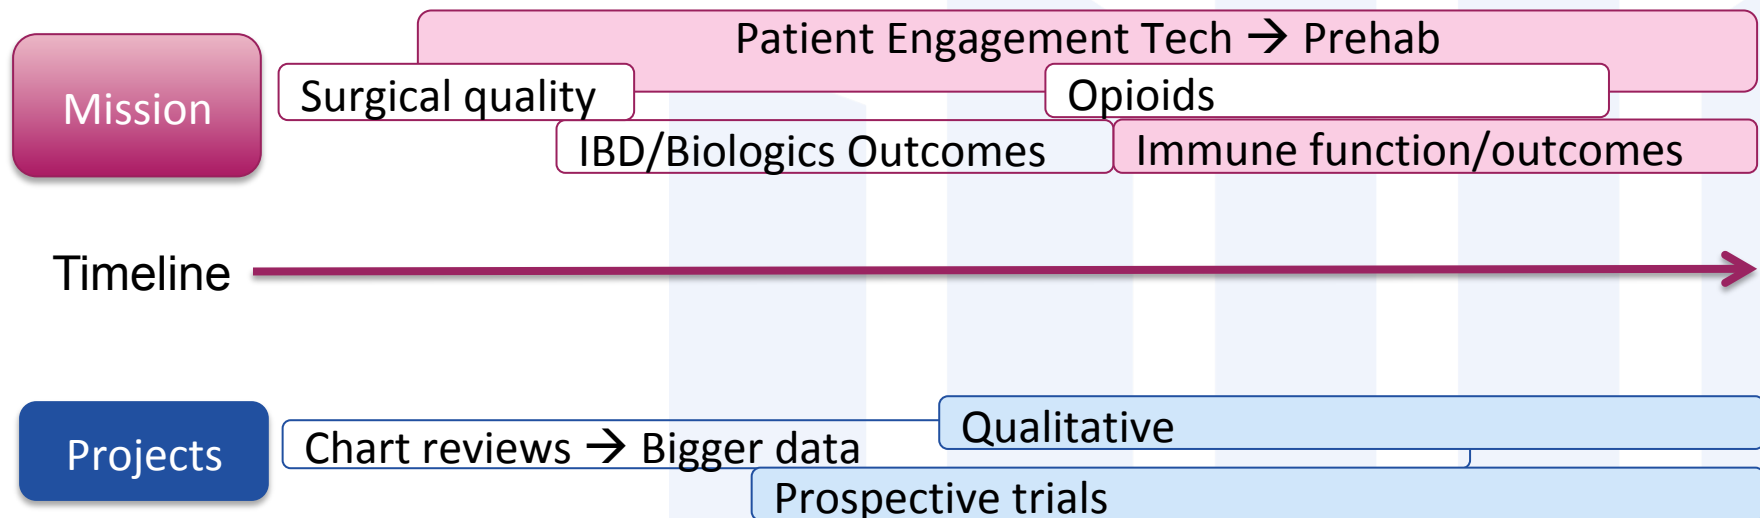 Patient Engagement Tech → Prehab
Mission
Surgical quality
Opioids
IBD/Biologics Outcomes
Immune function/outcomes
Timeline
Projects
Qualitative
Chart reviews → Bigger data
Prospective trials